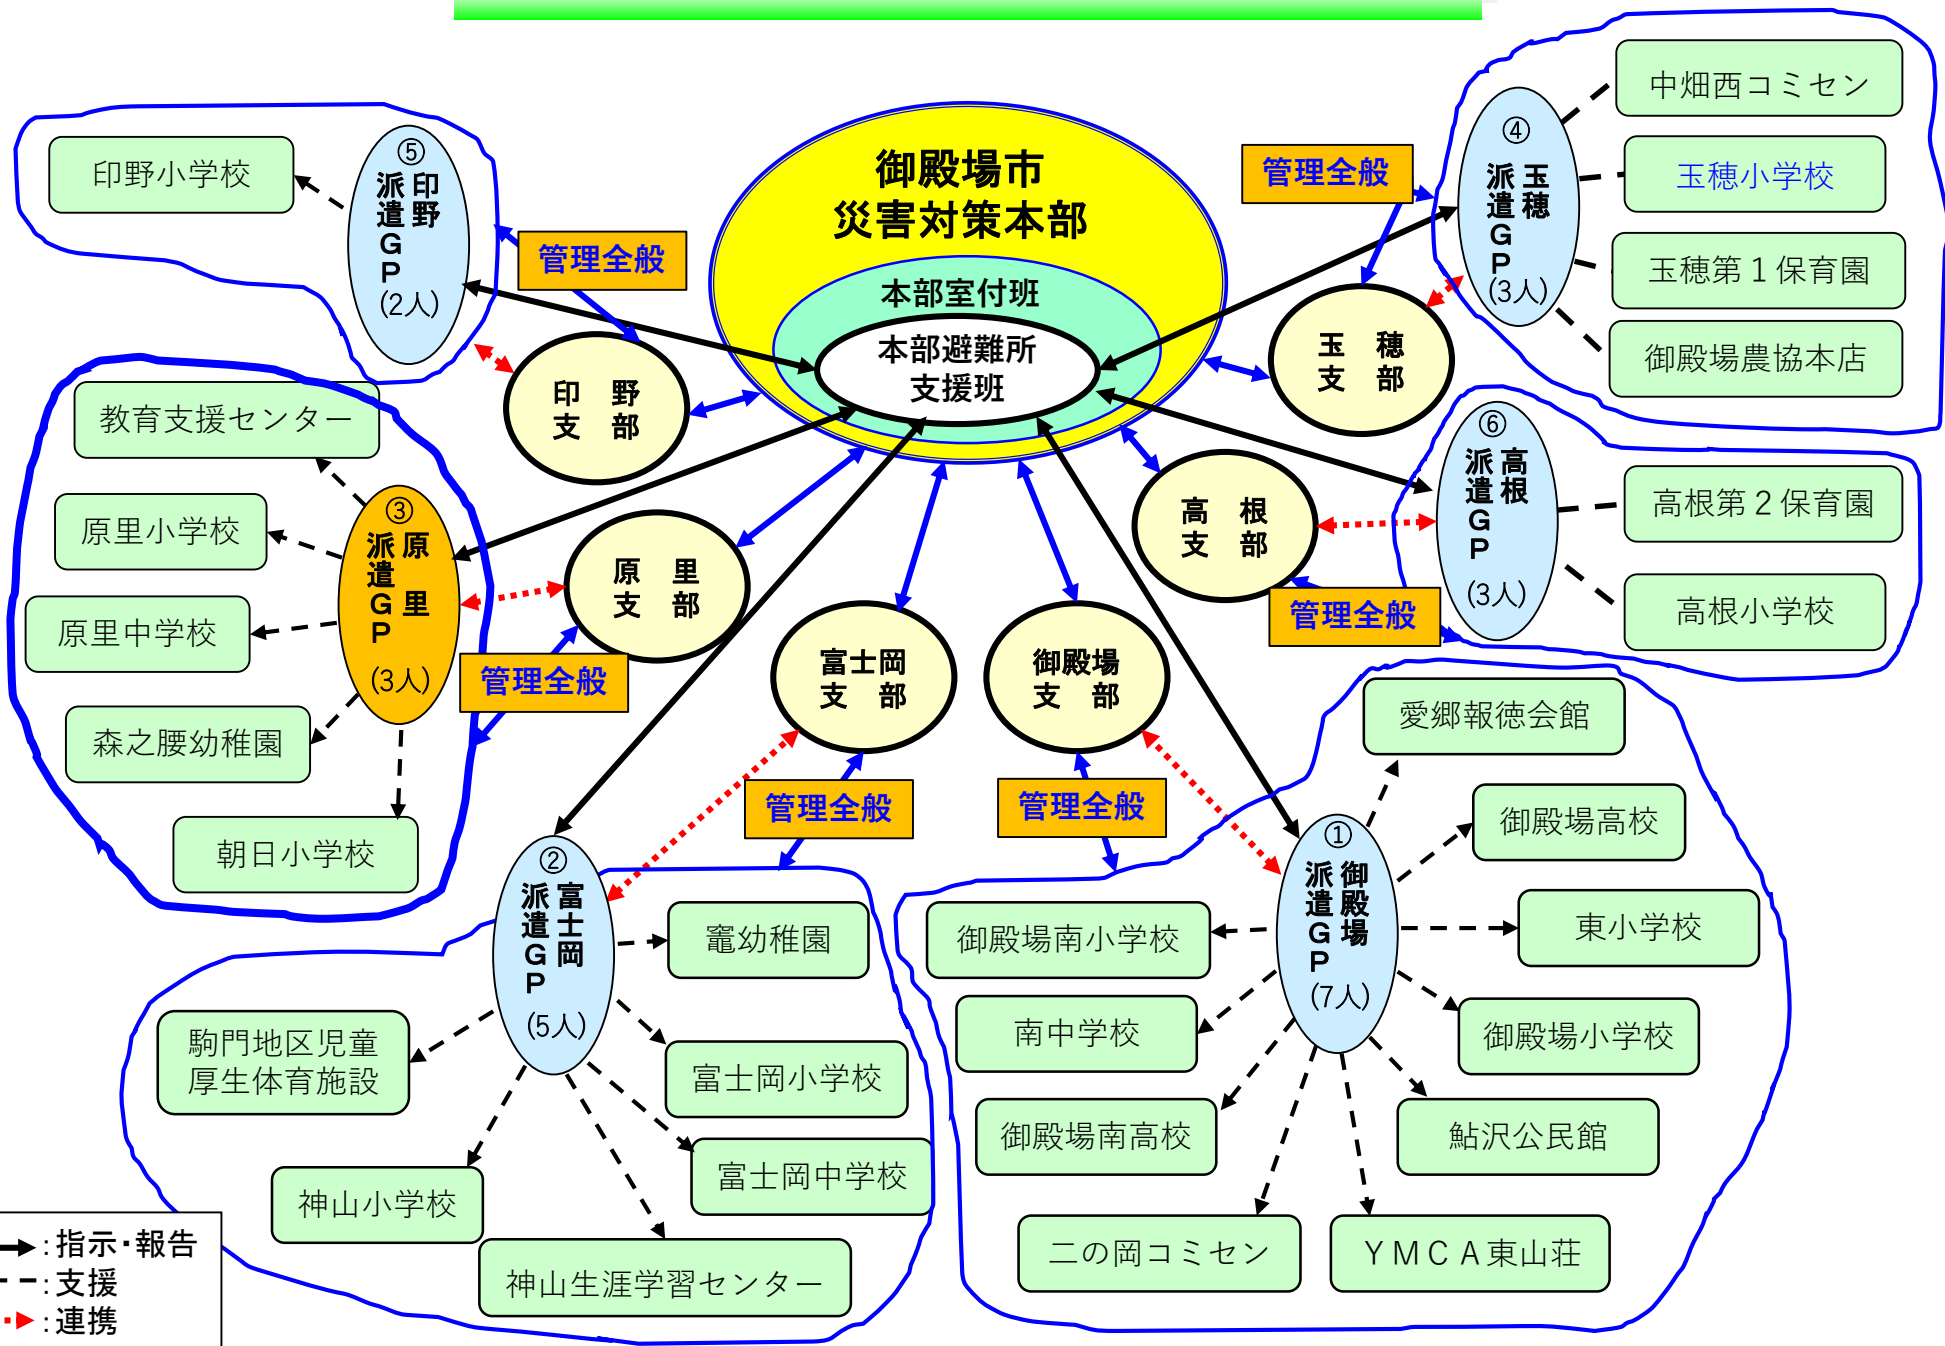 御殿場市
災害対策本部
本部室付班
本部避難所
支援班
⑤
印野
派遣GP
(2人)
印野小学校
管理全般
印　野
支　部
④
玉穂
派遣GP
(3人)
中畑西コミセン
玉穂小学校
玉穂第１保育園
御殿場農協本店
管理全般
玉　穂
支　部
③
原里
派遣GP
(3人)
教育支援センター
原里小学校
原里中学校
森之腰幼稚園
朝日小学校
管理全般
原　里
支　部
⑥
高根
派遣GP
(3人)
高根第２保育園
高根小学校
管理全般
高　根
支　部
富士岡
支　部
管理全般
②
富士岡
派遣GP
(5人)
竈幼稚園
富士岡小学校
富士岡中学校
神山生涯学習センター
神山小学校
駒門地区児童
厚生体育施設
御殿場
支　部
管理全般
①
御殿場
派遣GP
(7人)
愛郷報徳会館
御殿場高校
東小学校
御殿場小学校
鮎沢公民館
ＹＭＣＡ東山荘
二の岡コミセン
御殿場南高校
南中学校
御殿場南小学校
：指示・報告
：支援
：連携